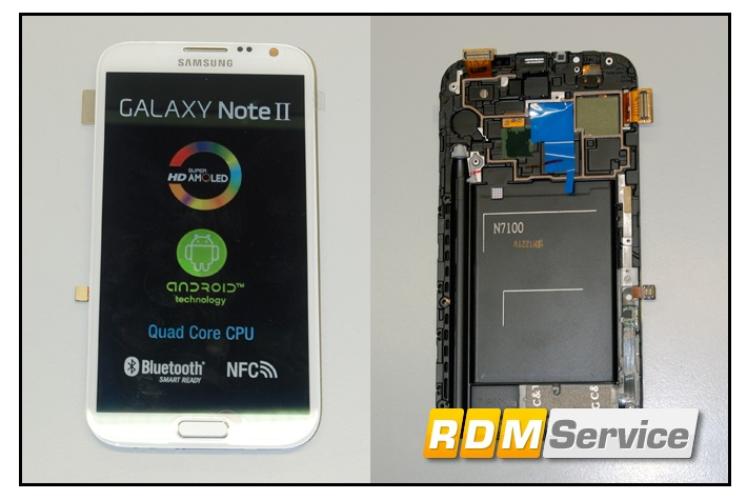 SAMSUNG
GALAXY Note II
SUPER
HD AMOLED
ANDROID™
technology
Quad Core CPU
Bluetooth®
SMART READY
NFC
N7100
RDM Service